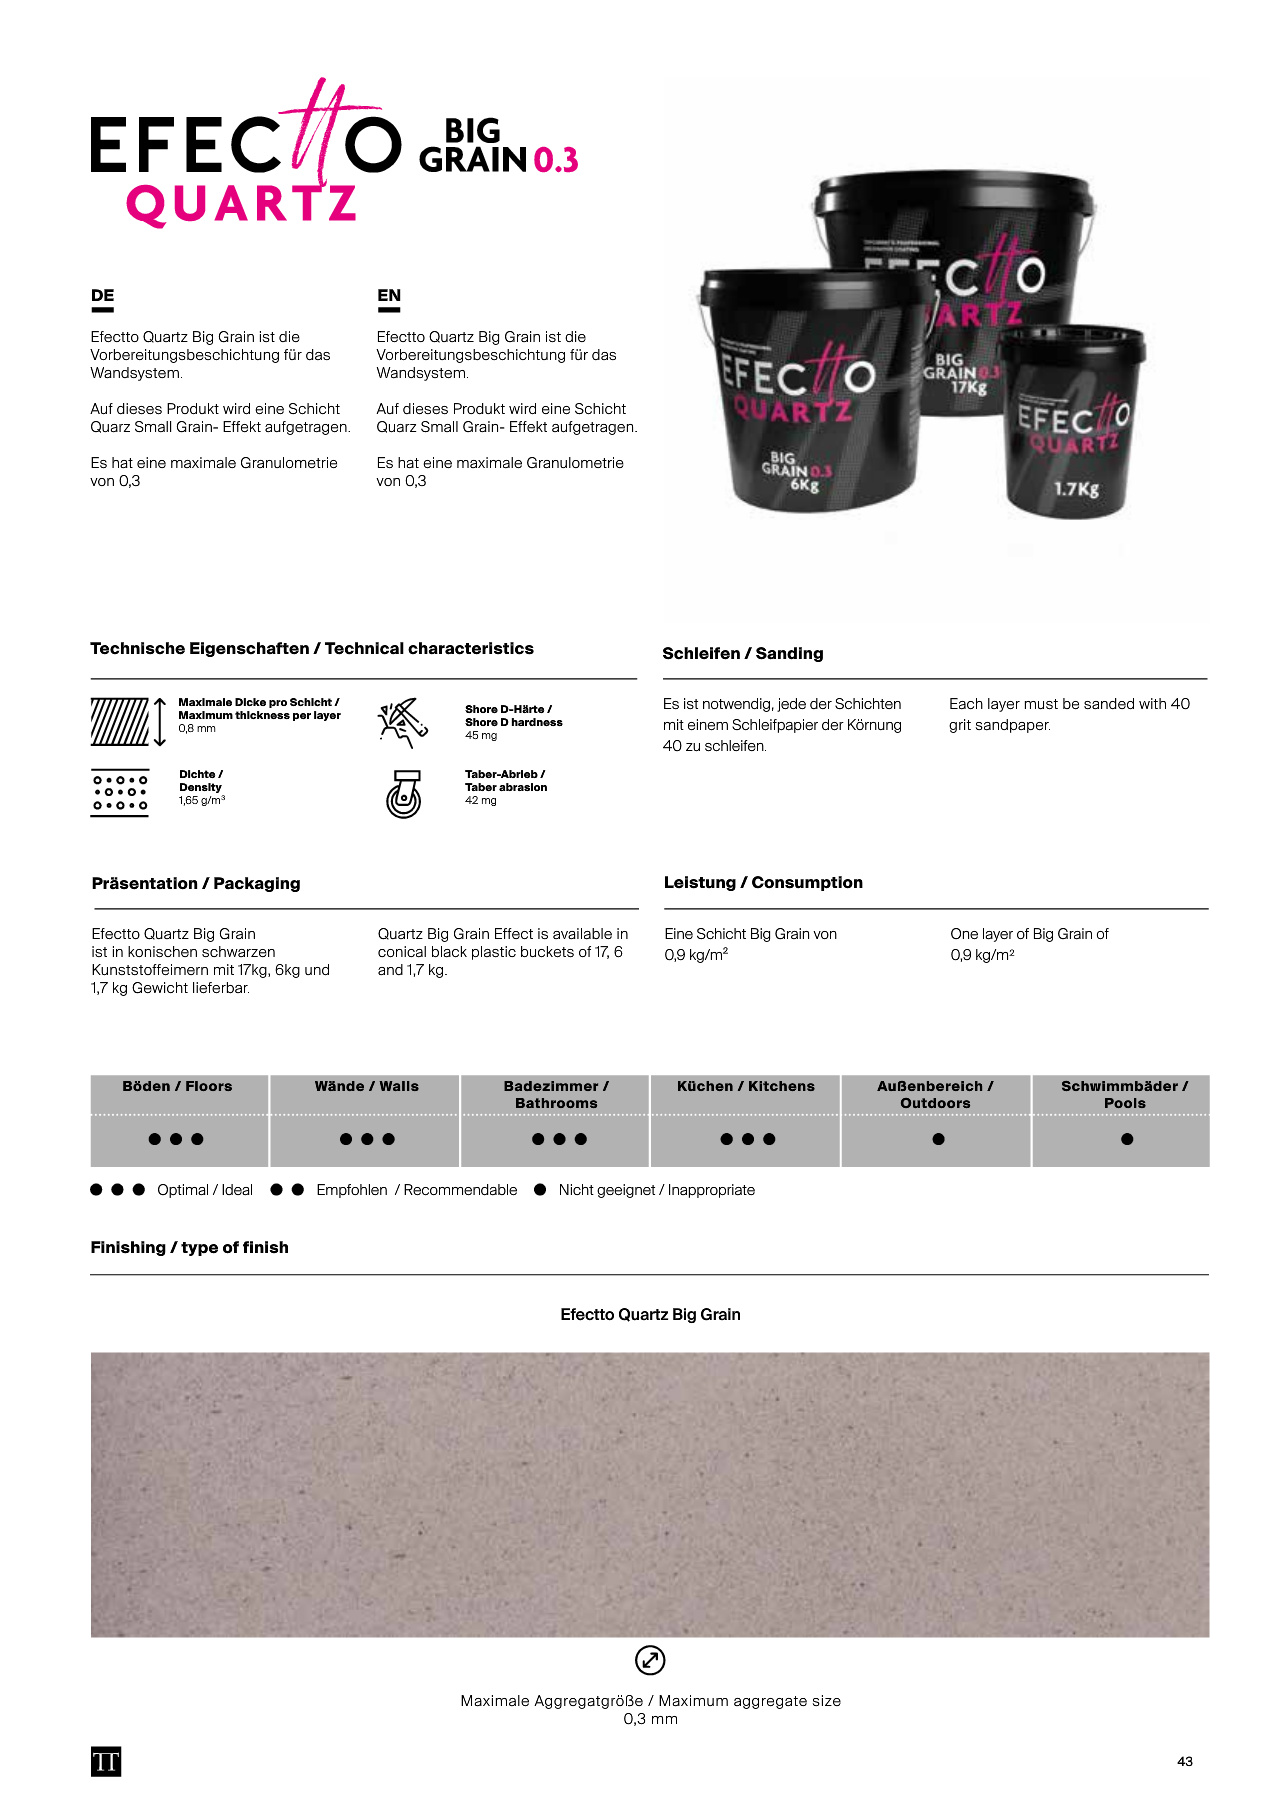 EFECttO
QUARTZ
BIG
GRAIN 0.3
DE
Efectto Quartz Big Grain ist die
Vorbereitungsbeschichtung für das
Wandsystem.
Auf dieses Produkt wird eine Schicht
Quarz Small Grain- Effekt aufgetragen.
Es hat eine maximale Granulometrie
von 0,3
EN
Efectto Quartz Big Grain ist die
Vorbereitungsbeschichtung für das
Wandsystem.
Auf dieses Produkt wird eine Schicht
Quarz Small Grain- Effekt aufgetragen.
Es hat eine maximale Granulometrie
von 0,3
BIG
GRAIN 0.3
17Kg
EFECttO
QUARTZ
BIG
GRAIN 0.3
6Kg
EFECttO
QUARTZ
1.7Kg
Technische Eigenschaften / Technical characteristics
Maximale Dicke pro Schicht /
Maximum thickness per layer
0,8 mm
Shore D-Härte /
Shore D hardness
45 mg
Dichte /
Density
1,65 g/m³
Taber-Abrieb /
Taber abrasion
42 mg
Schleifen / Sanding
Es ist notwendig, jede der Schichten
mit einem Schleifpapier der Körnung
40 zu schleifen.
Each layer must be sanded with 40
grit sandpaper.
Präsentation / Packaging
Efectto Quartz Big Grain
ist in konischen schwarzen
Kunststoffeimern mit 17kg, 6kg und
1,7 kg Gewicht lieferbar.
Quartz Big Grain Effect is available in
conical black plastic buckets of 17, 6
and 1,7 kg.
Leistung / Consumption
Eine Schicht Big Grain von
0,9 kg/m²
One layer of Big Grain of
0,9 kg/m²
Böden / Floors
Wände / Walls
Badezimmer /
Bathrooms
Küchen / Kitchens
Außenbereich /
Outdoors
Schwimmbäder /
Pools
● ● ● ● ● ● ● ● ● ● ● ● ● ●
● ● ● Optimal / Ideal ● ● Empfohlen / Recommendable ● Nicht geeignet / Inappropriate
Finishing / type of finish
Efectto Quartz Big Grain
Maximale Aggregatgröße / Maximum aggregate size
0,3 mm
TT
43